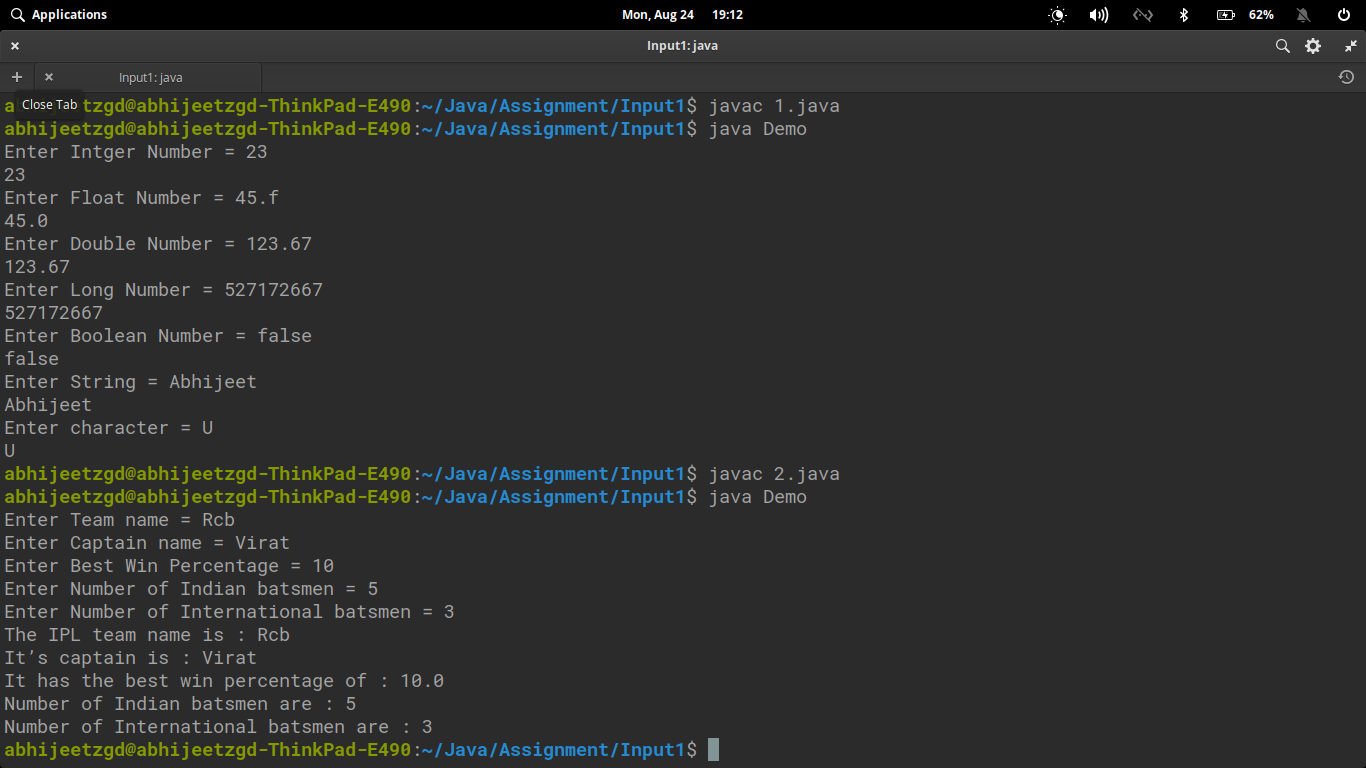 Applications
Mon, Aug 24 19:12
62%
Input1: java
Input1: java
Close Tab
a etzgd@abhijeetzgd-ThinkPad-E490:~/Java/Assignment/Input1$ javac 1.java
abhijeetzgd@abhijeetzgd-ThinkPad-E490:~/Java/Assignment/Input1$ java Demo
Enter Intger Number = 23
23
Enter Float Number = 45.f
45.0
Enter Double Number = 123.67
123.67
Enter Long Number = 527172667
527172667
Enter Boolean Number = false
false
Enter String = Abhijeet
Abhijeet
Enter character = U
U
abhijeetzgd@abhijeetzgd-ThinkPad-E490:~/Java/Assignment/Input1$ javac 2.java
abhijeetzgd@abhijeetzgd-ThinkPad-E490:~/Java/Assignment/Input1$ java Demo
Enter Team name = Rcb
Enter Captain name = Virat
Enter Best Win Percentage = 10
Enter Number of Indian batsmen = 5
Enter Number of International batsmen = 3
The IPL team name is : Rcb
It's captain is : Virat
It has the best win percentage of : 10.0
Number of Indian batsmen are : 5
Number of International batsmen are : 3
abhijeetzgd@abhijeetzgd-ThinkPad-E490:~/Java/Assignment/Input1$